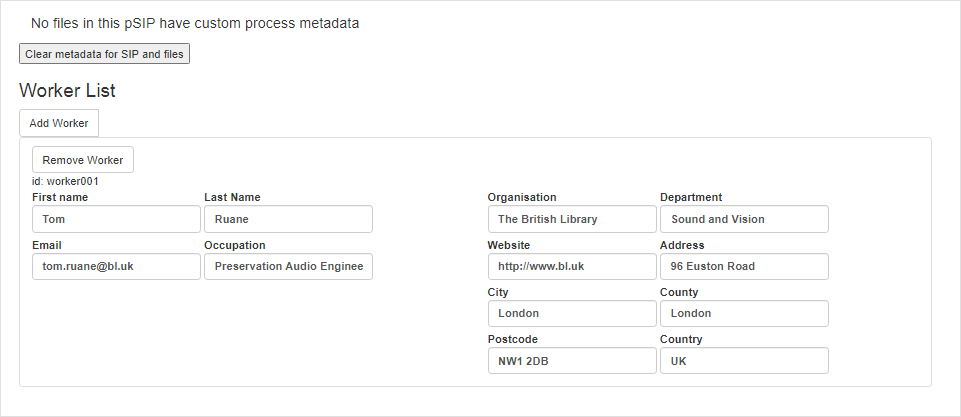 No files in this pSIP have custom process metadata
Clear metadata for SIP and files
Worker List
Add Worker
Remove Worker
id: worker001
First name Last Name Organisation Department
Tom Ruane The British Library Sound and Vision
Email Occupation Website Address
tom.ruane@bl.uk Preservation Audio Enginee http://www.bl.uk 96 Euston Road
City County
London London
Postcode Country
NW1 2DB UK